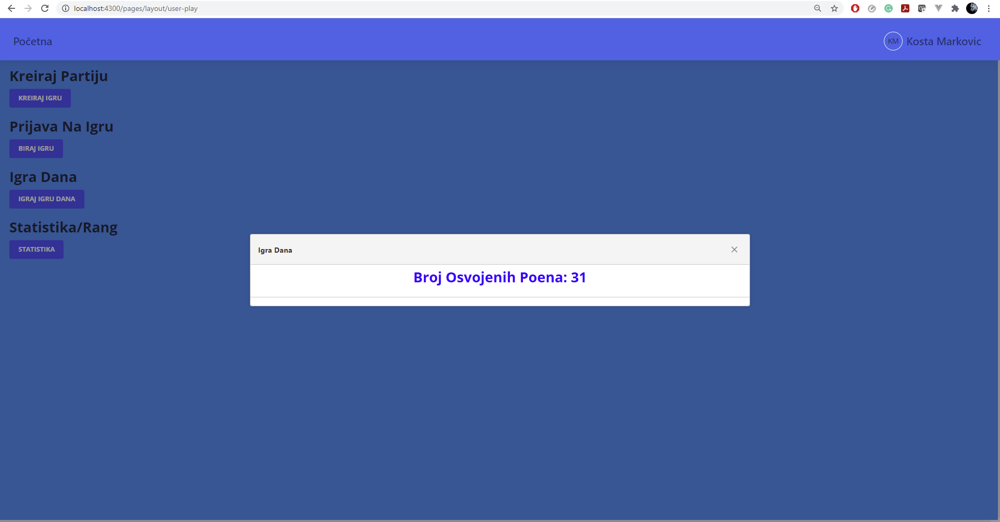 localhost:4300/pages/layout/user-play
Početna
KM Kosta Markovic
Kreiraj Partiju
KREIRAJ IGRU
Prijava Na Igru
BIRAJ IGRU
Igra Dana
IGRAJ IGRU DANA
Statistika/Rang
STATISTIKA
Igra Dana
Broj Osvojenih Poena: 31